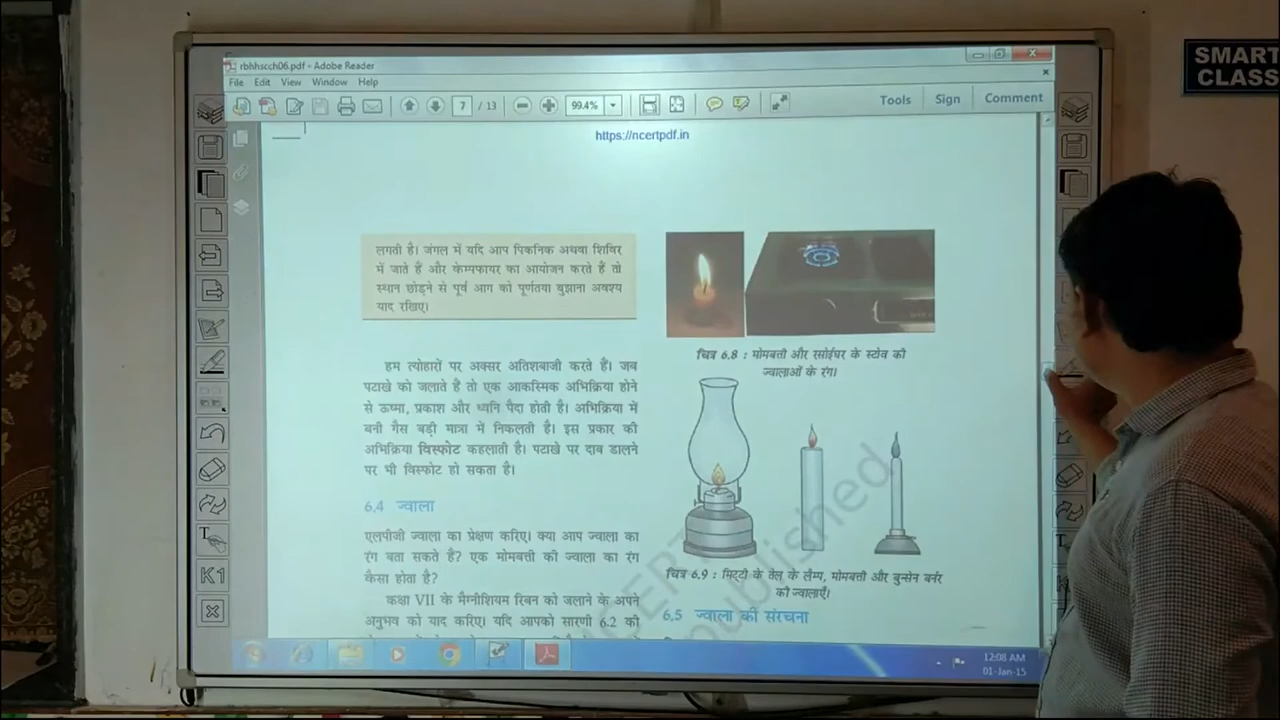 SMART
CLASS
rbhhscch06.pdf - Adobe Reader
File Edit View Window Help
7 / 13
99.4%
Tools Sign Comment
https://ncertpdf.in
लगती है। जंगल में यदि आप पिकनिक अथवा शिविर
में जाते हैं और केम्पफायर का आयोजन करते हैं तो
स्थान छोड़ने से पूर्व आग को पूर्णतया बुझाना अवश्य
याद रखिए।
हम त्योहारों पर अक्सर अतिशबाजी करते हैं। जब
पटाखे को जलाते है तो एक आकस्मिक अभिक्रिया होने
से ऊष्मा, प्रकाश और ध्वनि पैदा होती है। अभिक्रिया में
बनी गैस बड़ी मात्रा में निकलती है। इस प्रकार की
अभिक्रिया विस्फोट कहलाती है। पटाखे पर दाब डालने
पर भी विस्फोट हो सकता है।
6.4 ज्वाला
एलपीजी ज्वाला का प्रेक्षण करिए। क्या आप ज्वाला का
रंग बता सकते है? एक मोमबत्ती की ज्वाला का रंग
कैसा होता है?
कक्षा VII के मैग्नीशियम रिबन को जलाने के अपने
अनुभव को याद करिए। यदि आपको सारणी 6.2 की
चित्र 6.8 : मोमबत्ती और रसोईघर के स्टोव की
ज्वालाओं के रंग।
चित्र 6.9 : मिट्टी के तेल के लैम्प, मोमबत्ती और बुन्सेन बर्नर
की ज्वालाएँ।
6.5 ज्वाला की संरचना
NCERT
published
K1
12:08 AM
01-Jan-15